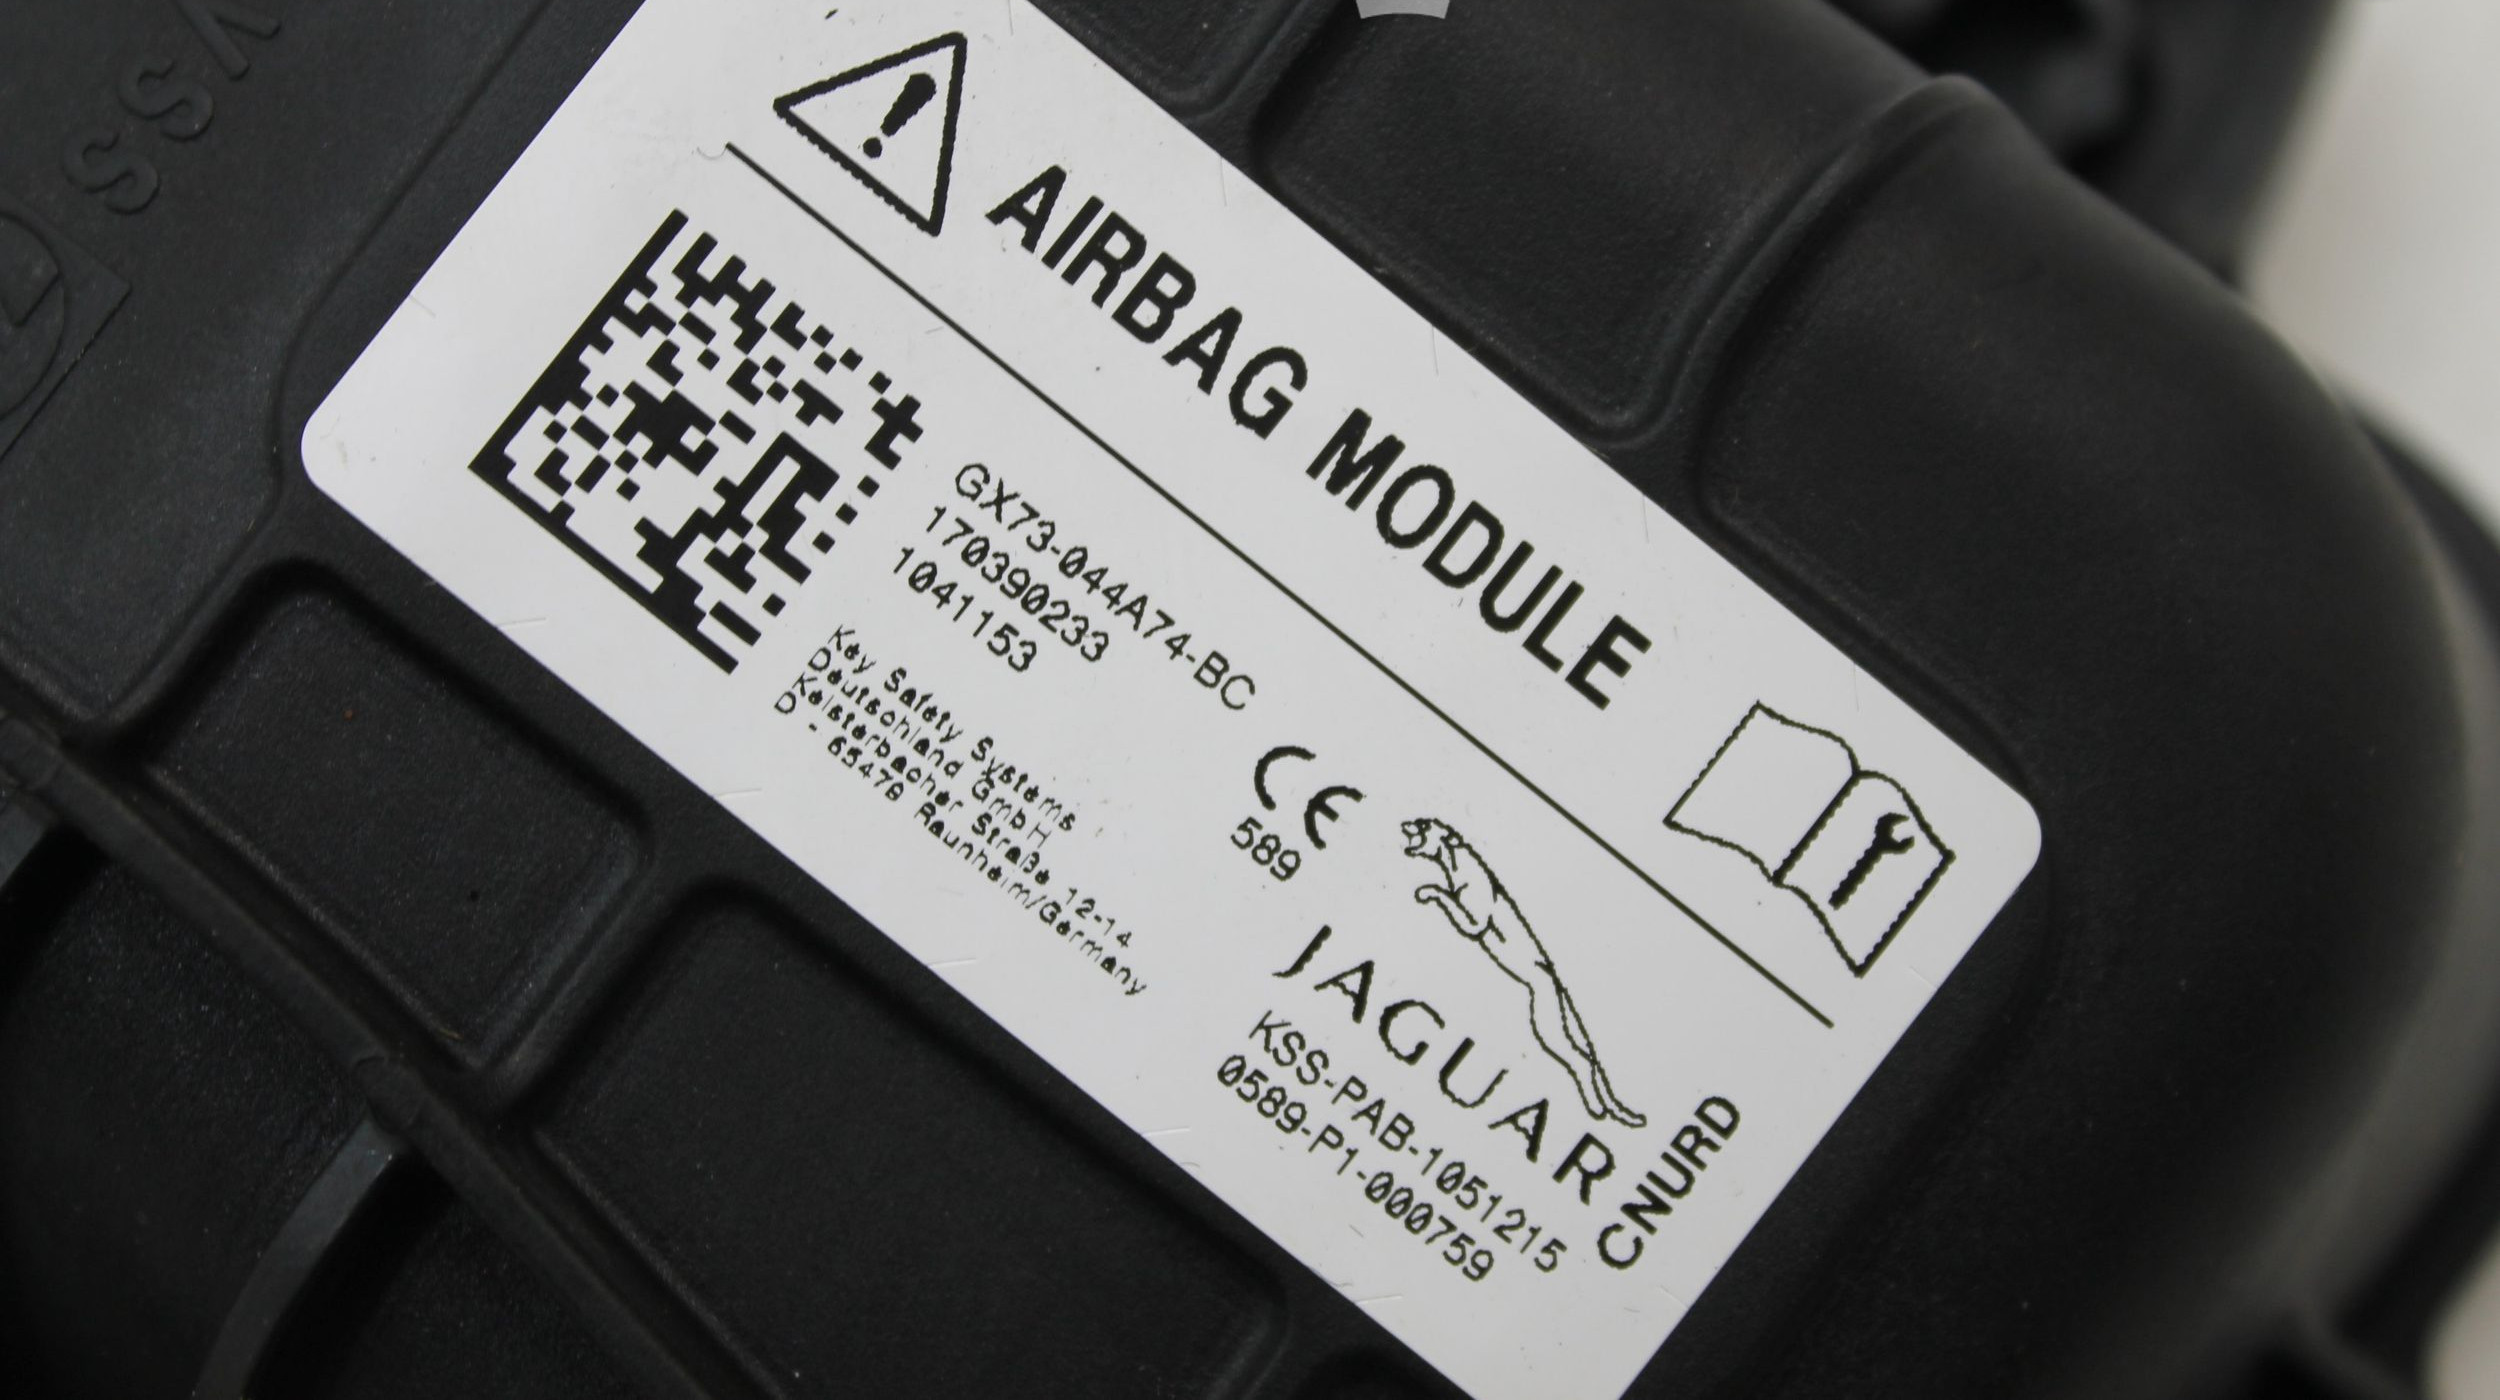 AIRBAG MODULE
GX73-044A74-BC
170390233
1041153
Key Safety Systems
Deutschland GmbH
Kelsterbacher Straße 12-14
D - 65479 Raunheim/Germany
CE
589
JAGUAR
KSS-PAB-1051215
0589-P1-000759
CNURD